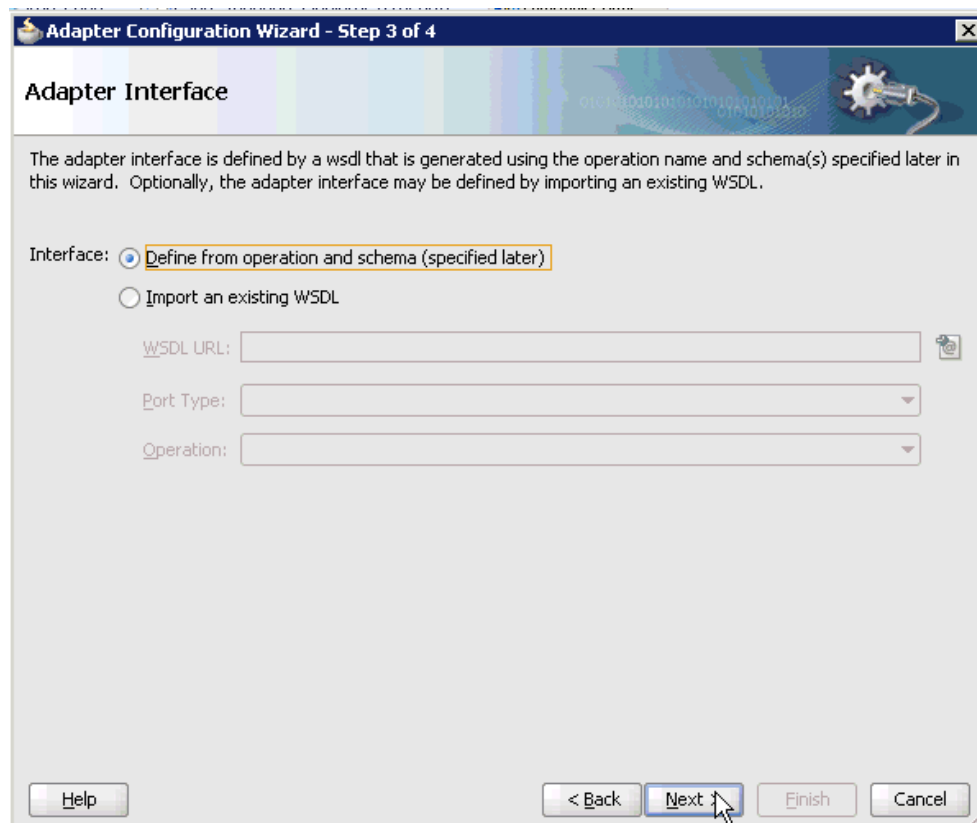 Adapter Configuration Wizard - Step 3 of 4
Adapter Interface
The adapter interface is defined by a wsdl that is generated using the operation name and schema(s) specified later in
this wizard. Optionally, the adapter interface may be defined by importing an existing WSDL.
Interface: Define from operation and schema (specified later)
Import an existing WSDL
WSDL URL:
Port Type:
Operation:
Help < Back Next > Finish Cancel